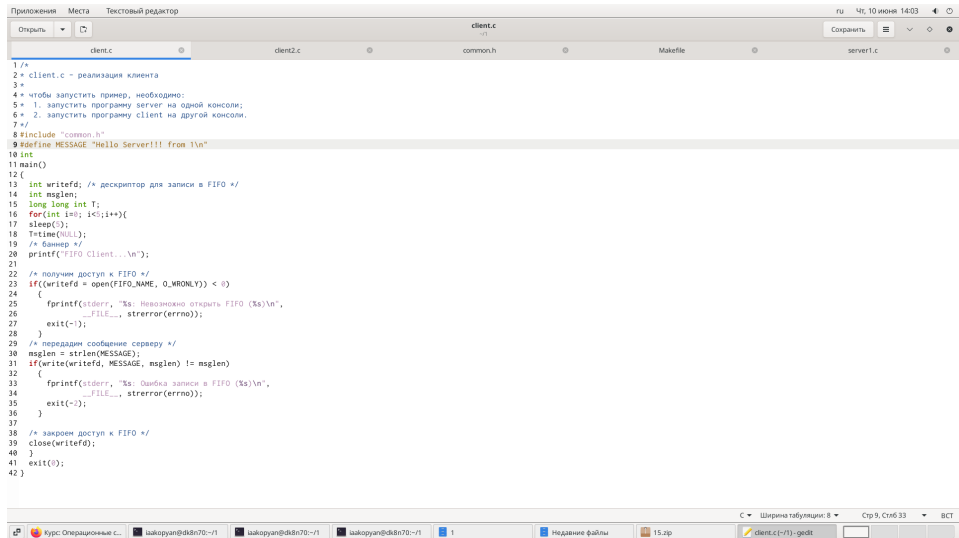 Приложения Места Текстовый редактор ru Чт, 10 июня 14:03
Открыть client.c Сохранить
~/1
client.c client2.c common.h Makefile server1.c
1 /*
2 * client.c - реализация клиента
3 *
4 * чтобы запустить пример, необходимо:
5 *  1. запустить программу server на одной консоли;
6 *  2. запустить программу client на другой консоли.
7 */
8 #include "common.h"
9 #define MESSAGE "Hello Server!!! from 1\n"
10 int
11 main()
12 {
13  int writefd; /* дескриптор для записи в FIFO */
14  int msglen;
15  long long int T;
16  for(int i=0; i<5;i++){
17  sleep(5);
18  T=time(NULL);
19  /* баннер */
20  printf("FIFO Client...\n");
21
22  /* получим доступ к FIFO */
23  if((writefd = open(FIFO_NAME, O_WRONLY)) < 0)
24    {
25      fprintf(stderr, "%s: Невозможно открыть FIFO (%s)\n",
26              __FILE__, strerror(errno));
27      exit(-1);
28    }
29  /* передадим сообщение серверу */
30  msglen = strlen(MESSAGE);
31  if(write(writefd, MESSAGE, msglen) != msglen)
32    {
33      fprintf(stderr, "%s: Ошибка записи в FIFO (%s)\n",
34              __FILE__, strerror(errno));
35      exit(-2);
36    }
37
38  /* закроем доступ к FIFO */
39  close(writefd);
40  }
41  exit(0);
42 }
C Ширина табуляции: 8 Стр 9, Стлб 33 ВСТ
Курс: Операционные с... iaakopyan@dk8n70:~/1 iaakopyan@dk8n70:~/1 iaakopyan@dk8n70:~/1 1 Недавние файлы 15.zip client.c (~/1) - gedit